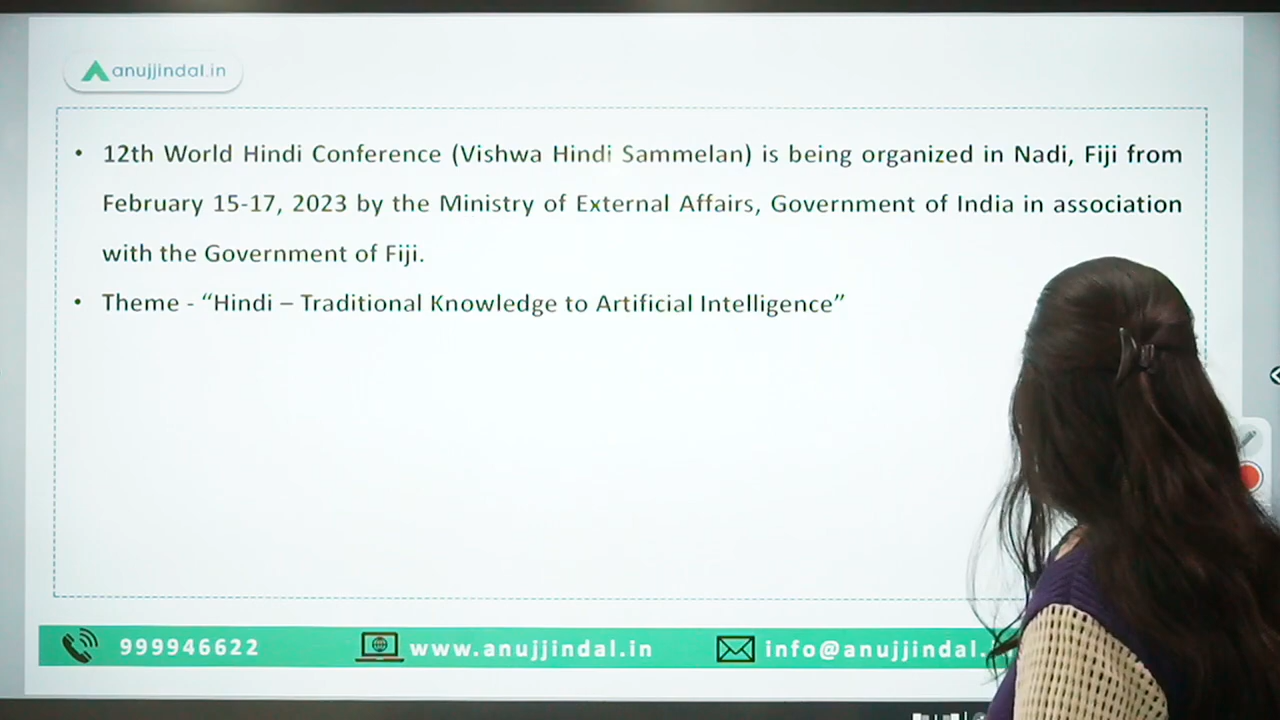 anujjindal.in
• 12th World Hindi Conference (Vishwa Hindi Sammelan) is being organized in Nadi, Fiji from
February 15-17, 2023 by the Ministry of External Affairs, Government of India in association
with the Government of Fiji.
• Theme - “Hindi – Traditional Knowledge to Artificial Intelligence”
999946622 www.anujjindal.in info@anujjindal.